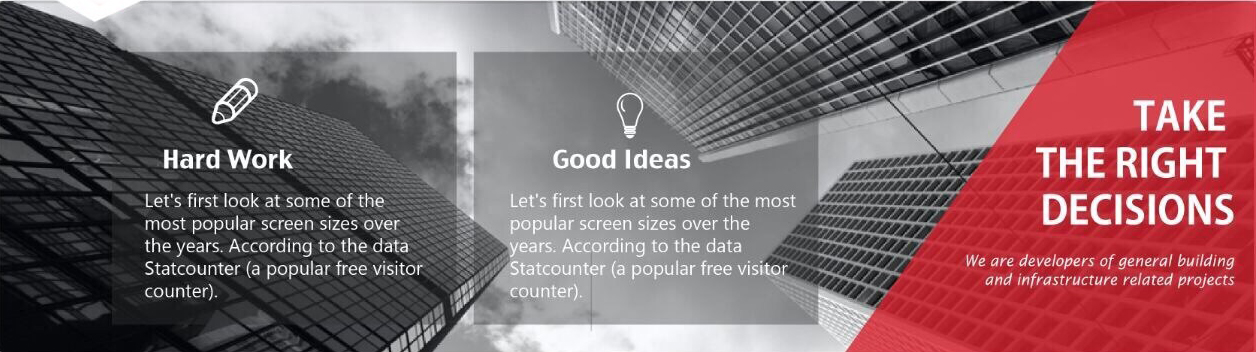 Hard Work
Let's first look at some of the
most popular screen sizes over
the years. According to the data
Statcounter (a popular free visitor
counter).
Good Ideas
Let's first look at some of the most
popular screen sizes over the
years. According to the data
Statcounter (a popular free visitor
counter).
TAKE
THE RIGHT
DECISIONS
We are developers of general building
and infrastructure related projects